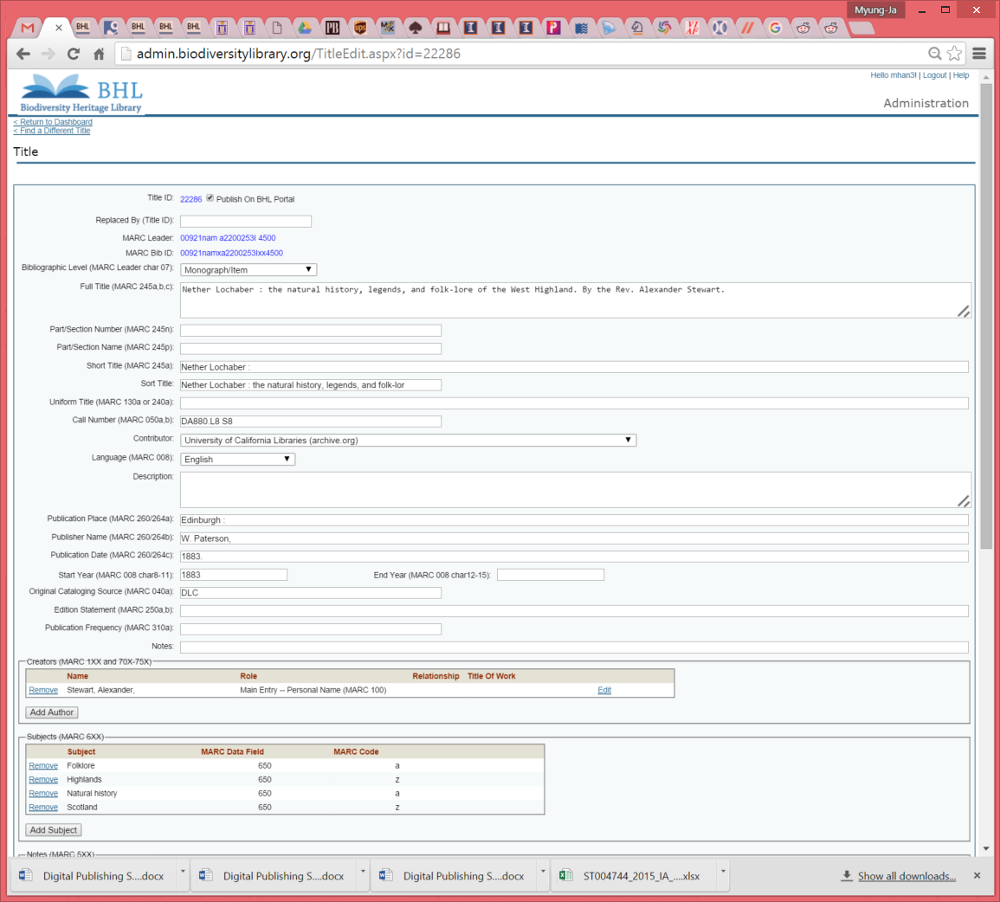 Myung-Ja
admin.biodiversitylibrary.org/TitleEdit.aspx?id=22286
Hello mhan3! | Logout | Help
BHL
Biodiversity Heritage Library
Administration
< Return to Dashboard
< Find a Different Title
Title
Title ID: 22286 Publish On BHL Portal
Replaced By (Title ID):
MARC Leader: 00921nam a2200253I 4500
MARC Bib ID: 00921namxa2200253Ixx4500
Bibliographic Level (MARC Leader char 07): Monograph/Item
Full Title (MARC 245a,b,c): Nether Lochaber : the natural history, legends, and folk-lore of the West Highland. By the Rev. Alexander Stewart.
Part/Section Number (MARC 245n):
Part/Section Name (MARC 245p):
Short Title (MARC 245a): Nether Lochaber :
Sort Title: Nether Lochaber : the natural history, legends, and folk-lor
Uniform Title (MARC 130a or 240a):
Call Number (MARC 050a,b): DA880.L8 S8
Contributor: University of California Libraries (archive.org)
Language (MARC 008): English
Description:
Publication Place (MARC 260/264a): Edinburgh :
Publisher Name (MARC 260/264b): W. Paterson,
Publication Date (MARC 260/264c): 1883.
Start Year (MARC 008 char8-11): 1883 End Year (MARC 008 char12-15):
Original Cataloging Source (MARC 040a): DLC
Edition Statement (MARC 250a,b):
Publication Frequency (MARC 310a):
Notes:
Creators (MARC 1XX and 70X-75X)
Name Role Relationship Title Of Work
Remove Stewart, Alexander, Main Entry -- Personal Name (MARC 100) Edit
Add Author
Subjects (MARC 6XX)
Subject MARC Data Field MARC Code
Remove Folklore 650 a
Remove Highlands 650 z
Remove Natural history 650 a
Remove Scotland 650 z
Add Subject
Notes (MARC 5XX)
Digital Publishing S....docx Digital Publishing S....docx Digital Publishing S....docx ST004744_2015_IA_....xlsx Show all downloads...